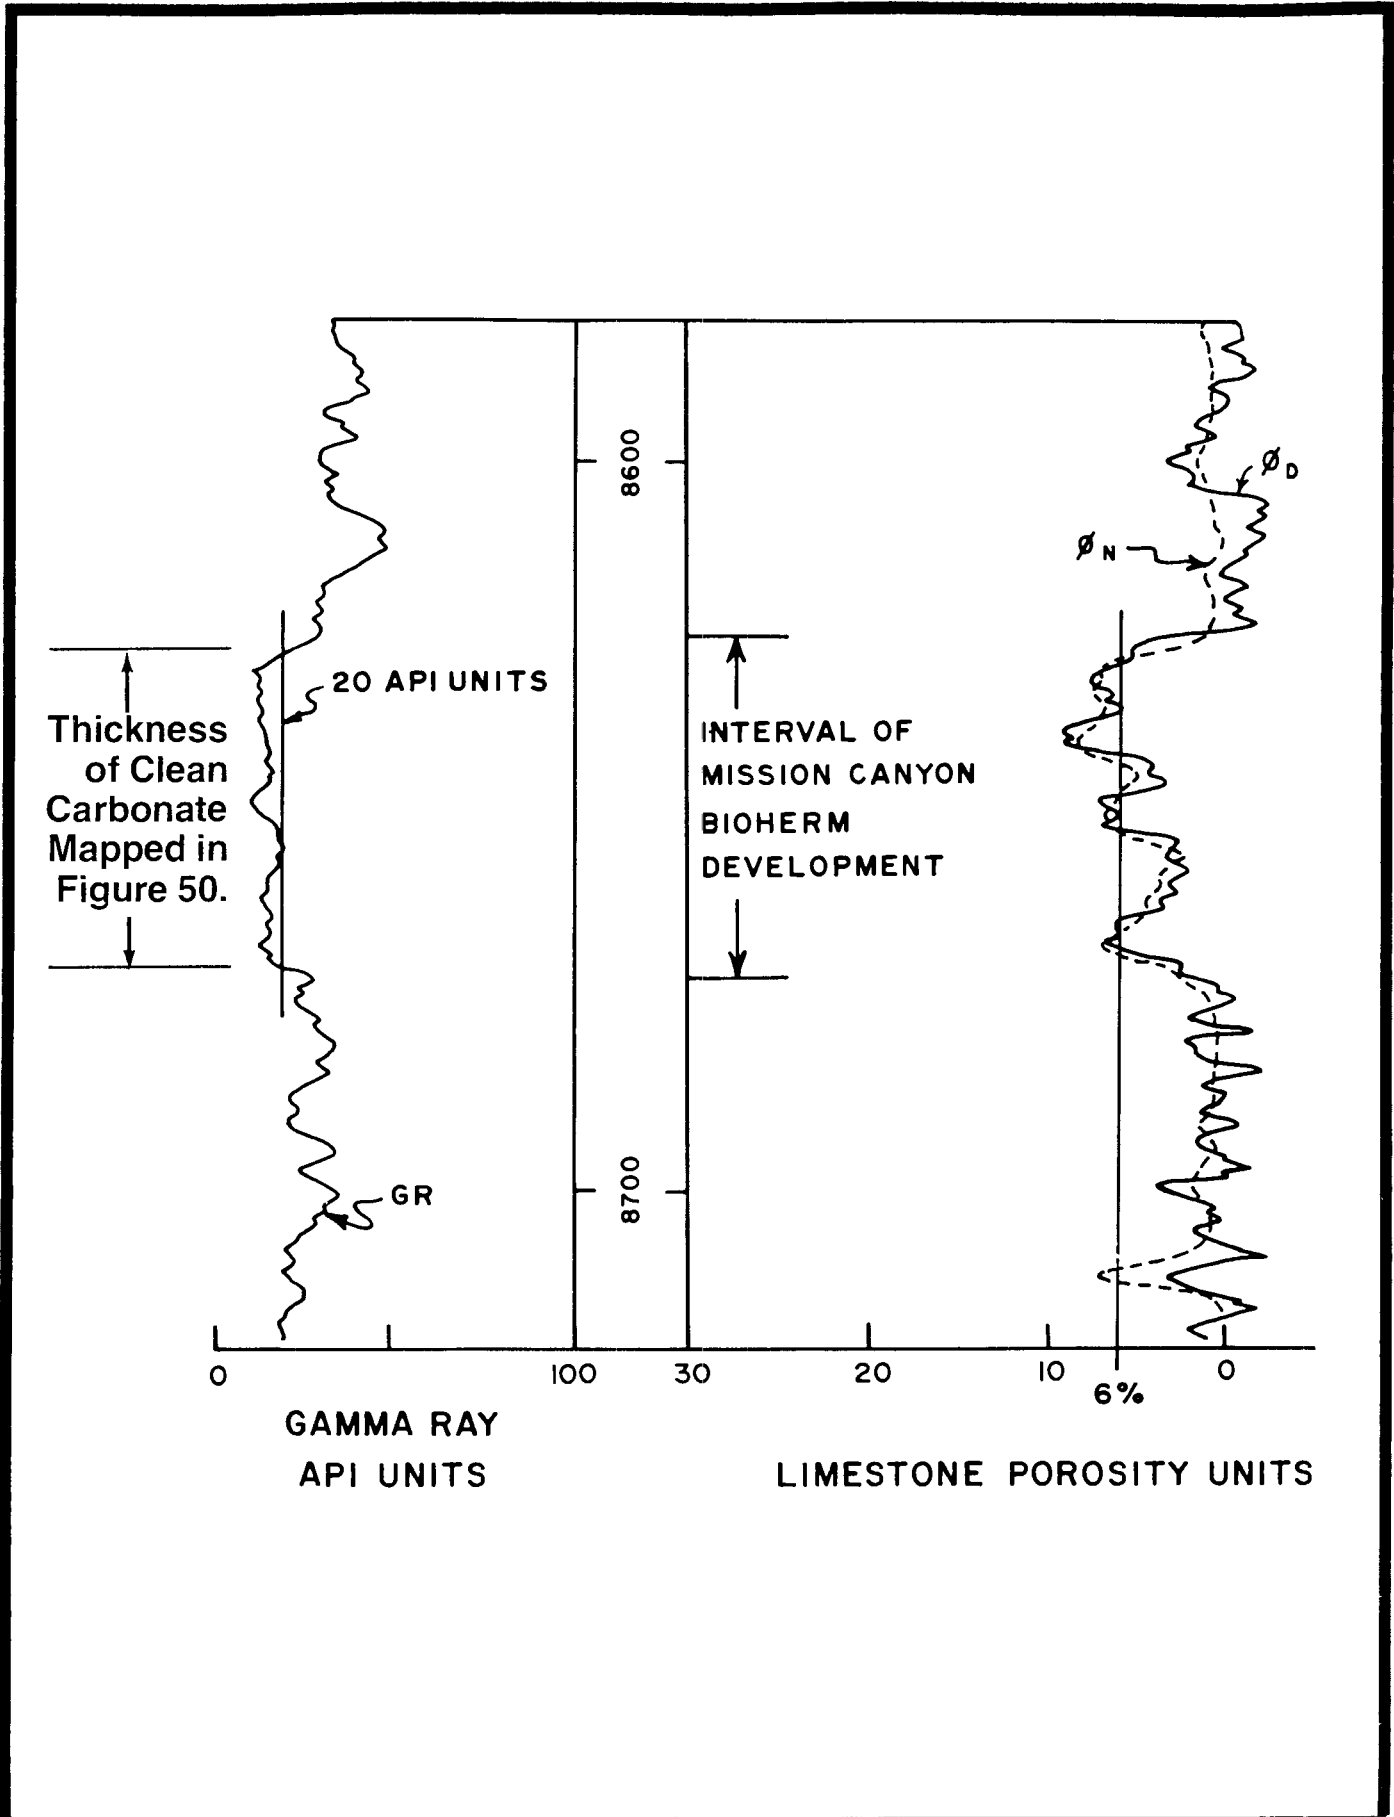 8600
ØD
ØN
20 API UNITS
Thickness
of Clean
Carbonate
Mapped in
Figure 50.
INTERVAL OF
MISSION CANYON
BIOHERM
DEVELOPMENT
8700
GR
0 100 30 20 10 0
6%
GAMMA RAY
API UNITS
LIMESTONE POROSITY UNITS